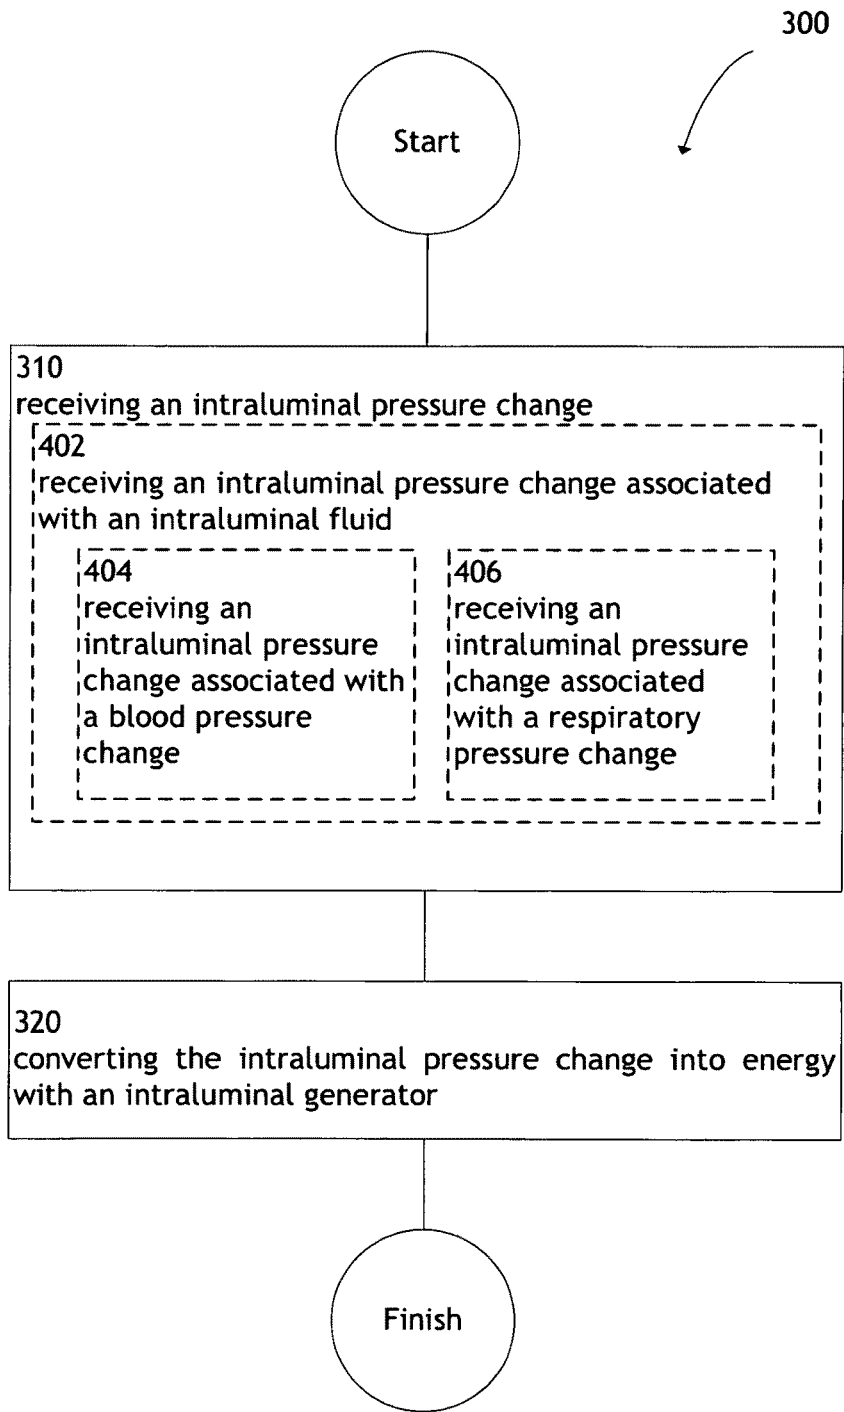 300
Start
310
receiving an intraluminal pressure change
402
receiving an intraluminal pressure change associated
with an intraluminal fluid
404
receiving an
intraluminal pressure
change associated with
a blood pressure
change
406
receiving an
intraluminal pressure
change associated
with a respiratory
pressure change
320
converting the intraluminal pressure change into energy
with an intraluminal generator
Finish